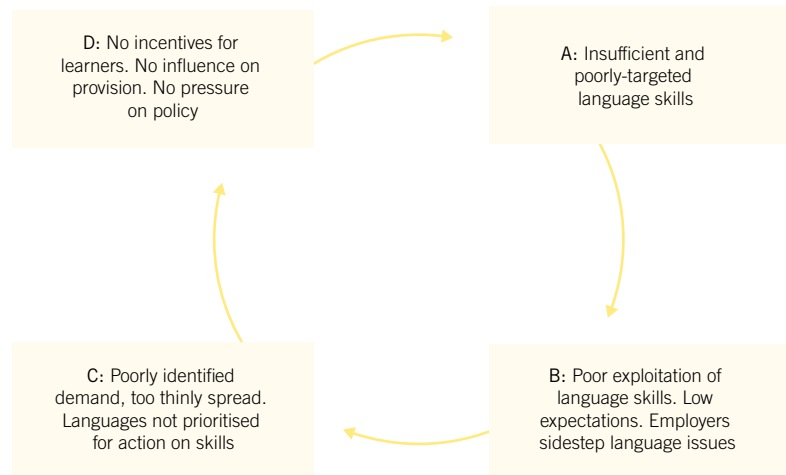 D: No incentives for
learners. No influence on
provision. No pressure
on policy
A: Insufficient and
poorly-targeted
language skills
C: Poorly identified
demand, too thinly spread.
Languages not prioritised
for action on skills
B: Poor exploitation of
language skills. Low
expectations. Employers
sidestep language issues